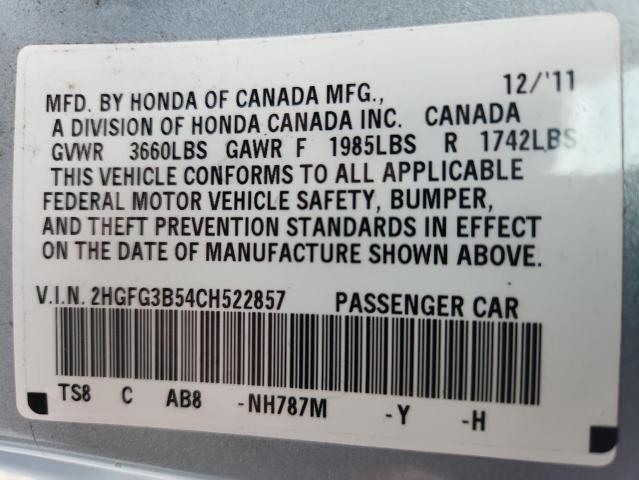 12/'11
MFD. BY HONDA OF CANADA MFG.,
A DIVISION OF HONDA CANADA INC. CANADA
GVWR 3660LBS GAWR F 1985LBS R 1742LBS
THIS VEHICLE CONFORMS TO ALL APPLICABLE
FEDERAL MOTOR VEHICLE SAFETY, BUMPER,
AND THEFT PREVENTION STANDARDS IN EFFECT
ON THE DATE OF MANUFACTURE SHOWN ABOVE.
V.I.N. 2HGFG3B54CH522857 PASSENGER CAR
TS8 C AB8 -NH787M -Y -H